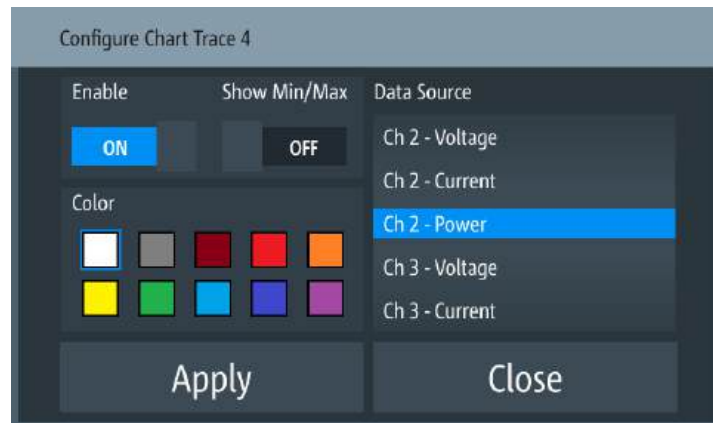 Configure Chart Trace 4
Enable
Show Min/Max
ON
OFF
Color
Data Source
Ch 2 - Voltage
Ch 2 - Current
Ch 2 - Power
Ch 3 - Voltage
Ch 3 - Current
Apply
Close